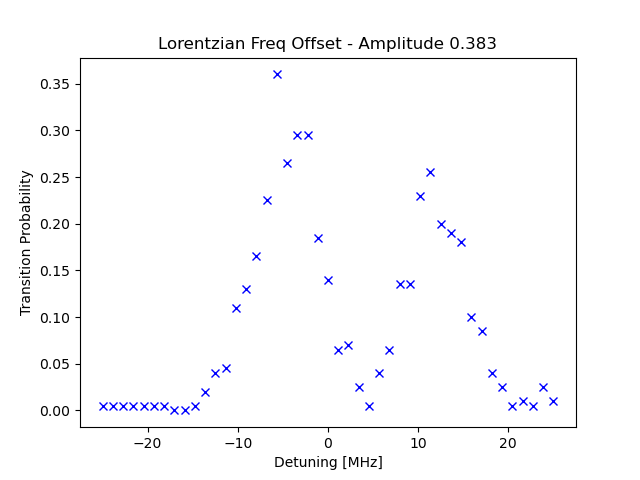 Lorentzian Freq Offset - Amplitude 0.383
Transition Probability
0.35
0.30
0.25
0.20
0.15
0.10
0.05
0.00
−20 −10 0 10 20
Detuning [MHz]